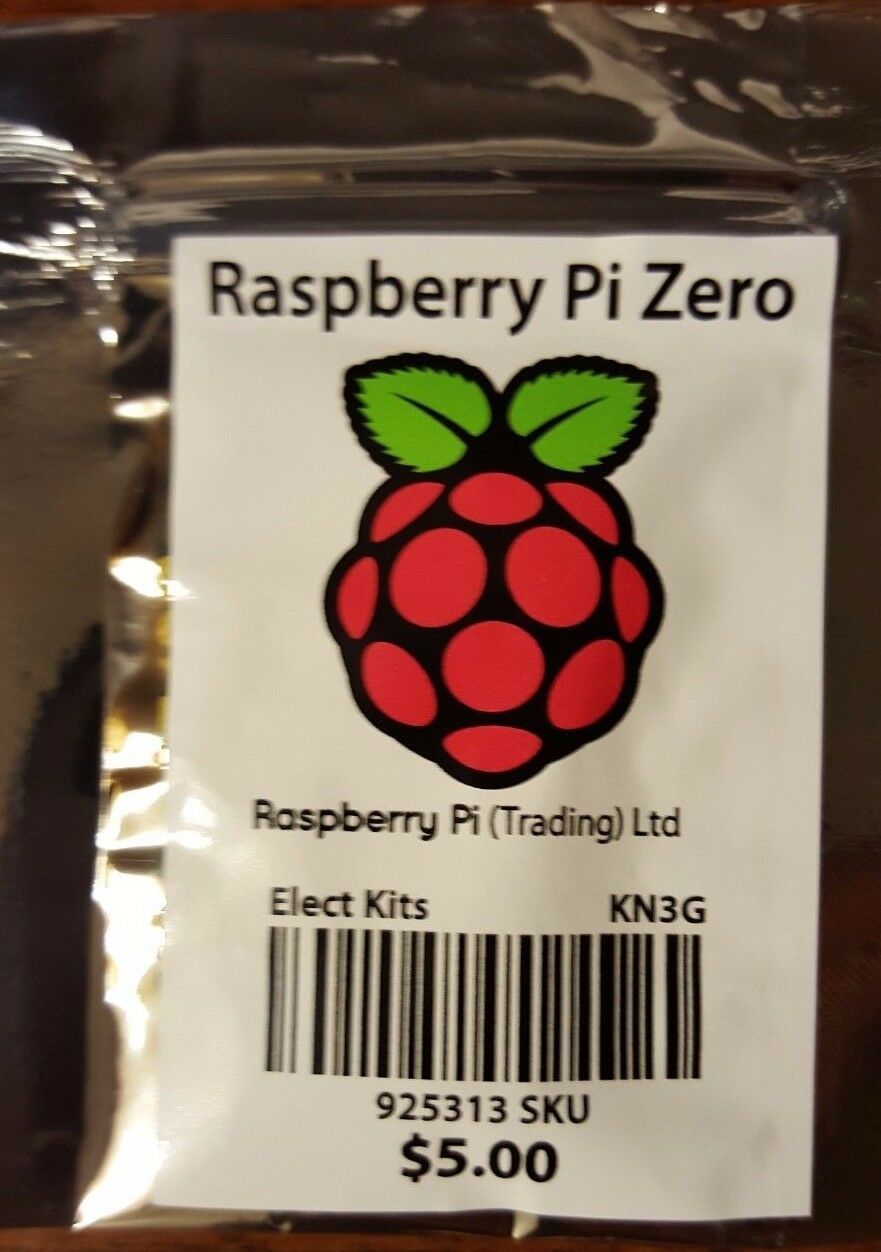 Raspberry Pi Zero
Raspberry Pi (Trading) Ltd
Elect Kits KN3G
925313 SKU
$5.00